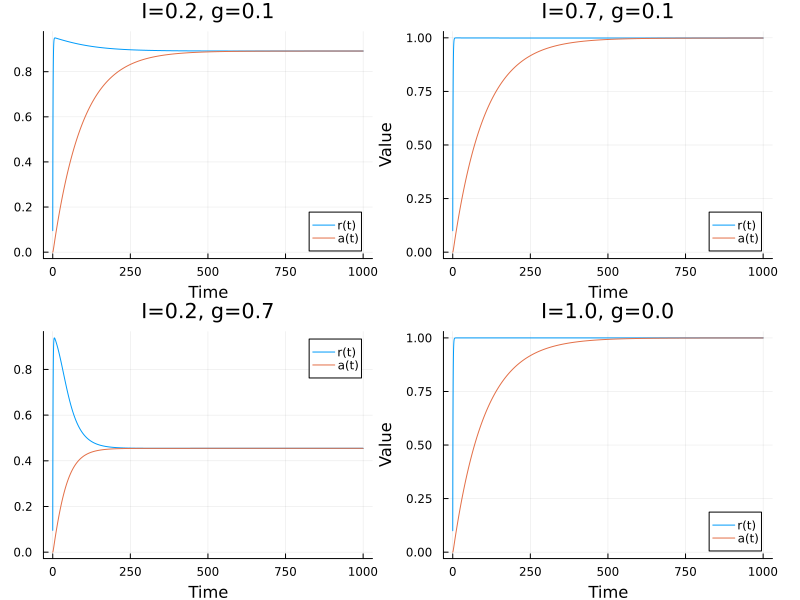 I=0.2, g=0.1
0.8
0.6
0.4
0.2
0.0
r(t)
a(t)
0 250 500 750 1000
Time
I=0.7, g=0.1
Value
1.00
0.75
0.50
0.25
0.00
r(t)
a(t)
0 250 500 750 1000
Time
I=0.2, g=0.7
0.8
0.6
0.4
0.2
0.0
r(t)
a(t)
0 250 500 750 1000
Time
I=1.0, g=0.0
Value
1.00
0.75
0.50
0.25
0.00
r(t)
a(t)
0 250 500 750 1000
Time